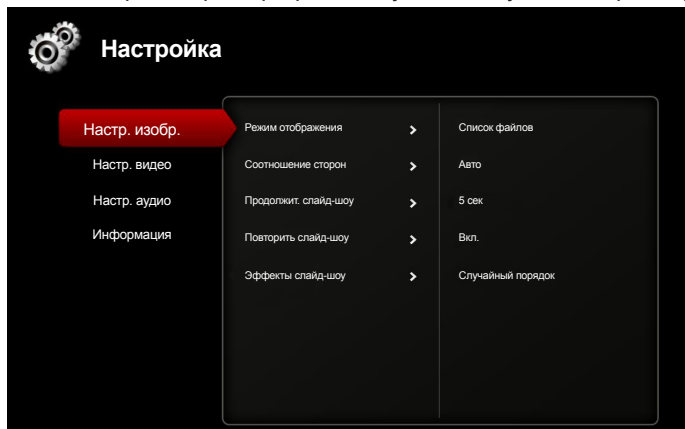 Настройка
Настр. изобр.
Настр. видео
Настр. аудио
Информация
Режим отображения
Список файлов
Соотношение сторон
Авто
Продолжит. слайд-шоу
5 сек
Повторить слайд-шоу
Вкл.
Эффекты слайд-шоу
Случайный порядок